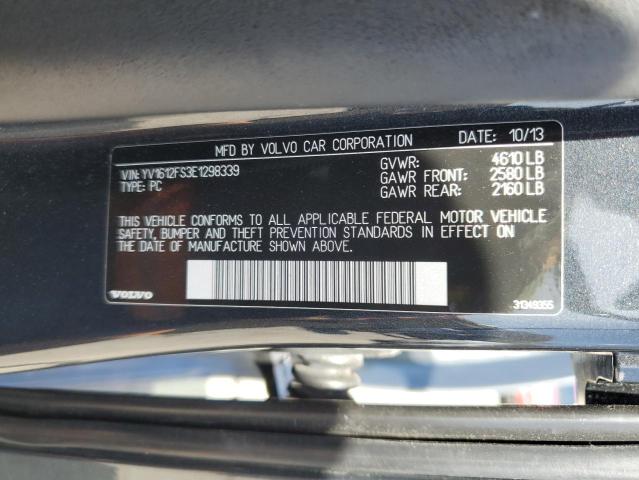 MFD BY VOLVO CAR CORPORATION DATE: 10/13
VIN: YV1612FS3E1298339 GVWR: 4610 LB
TYPE: PC GAWR FRONT: 2580 LB
GAWR REAR: 2160 LB
THIS VEHICLE CONFORMS TO ALL APPLICABLE FEDERAL MOTOR VEHICLE
SAFETY, BUMPER AND THEFT PREVENTION STANDARDS IN EFFECT ON
THE DATE OF MANUFACTURE SHOWN ABOVE.
VOLVO 31349355